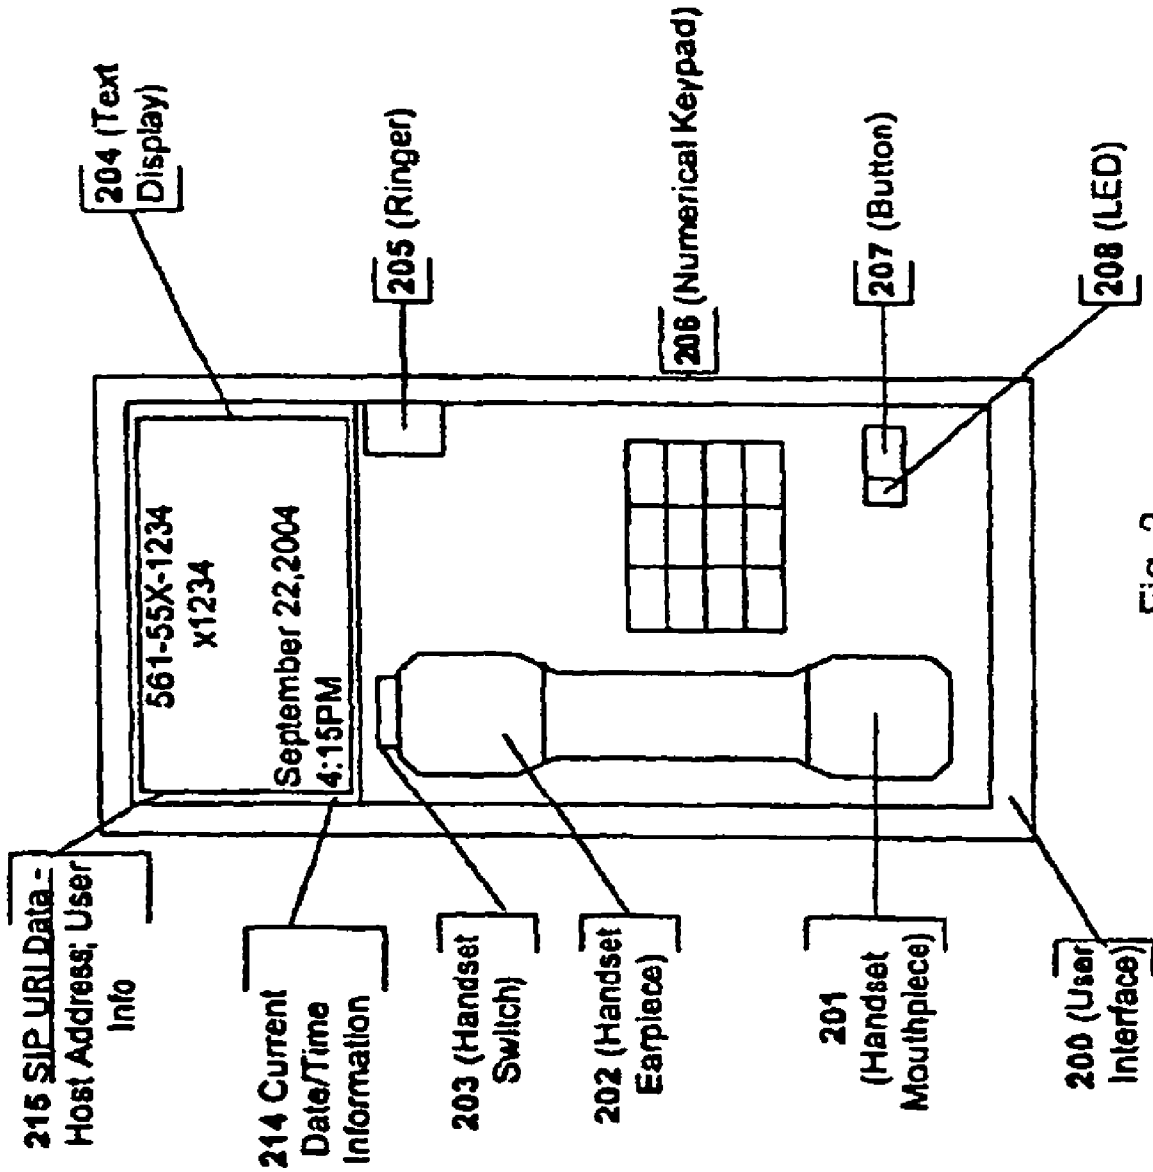 215 SIP URI Data -
Host Address; User
Info
214 Current
Date/Time
Information
203 (Handset
Switch)
202 (Handset
Earpiece)
201
(Handset
Mouthpiece)
200 (User
Interface)
561-55X-1234
x1234
September 22,2004
4:15PM
204 (Text
Display)
205 (Ringer)
206 (Numerical Keypad)
207 (Button)
208 (LED)